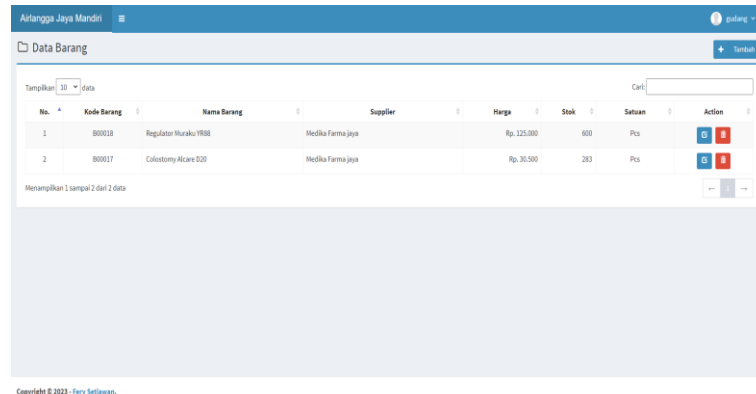 Airlangga Jaya Mandiri
gudang
Data Barang
Tambah
Tampilkan 10 data
Cari:
No. Kode Barang Nama Barang Supplier Harga Stok Satuan Action
1 B00018 Regulator Muraku YR88 Medika Farma jaya Rp. 125.000 600 Pcs
2 B00017 Colostomy Alcare D20 Medika Farma jaya Rp. 30.500 283 Pcs
Menampilkan 1 sampai 2 dari 2 data
← 1 →
Copyright © 2023 - Fery Setiawan.